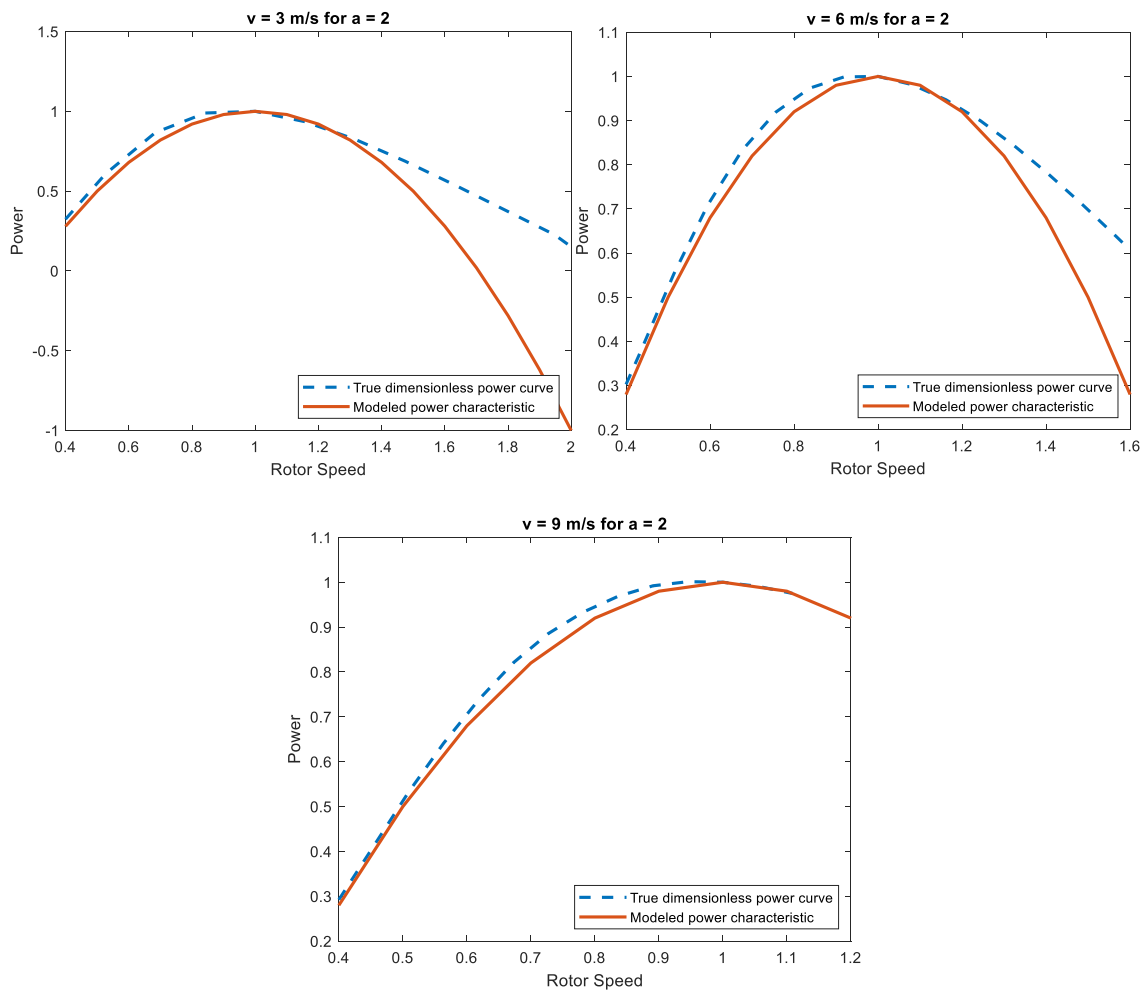 v = 3 m/s for a = 2
1.5
1
0.5
0
-0.5
-1
Power
0.4 0.6 0.8 1 1.2 1.4 1.6 1.8 2
Rotor Speed
True dimensionless power curve
Modeled power characteristic
v = 6 m/s for a = 2
1.1
1
0.9
0.8
0.7
0.6
0.5
0.4
0.3
0.2
Power
0.4 0.6 0.8 1 1.2 1.4 1.6
Rotor Speed
True dimensionless power curve
Modeled power characteristic
v = 9 m/s for a = 2
1.1
1
0.9
0.8
0.7
0.6
0.5
0.4
0.3
0.2
Power
0.4 0.5 0.6 0.7 0.8 0.9 1 1.1 1.2
Rotor Speed
True dimensionless power curve
Modeled power characteristic